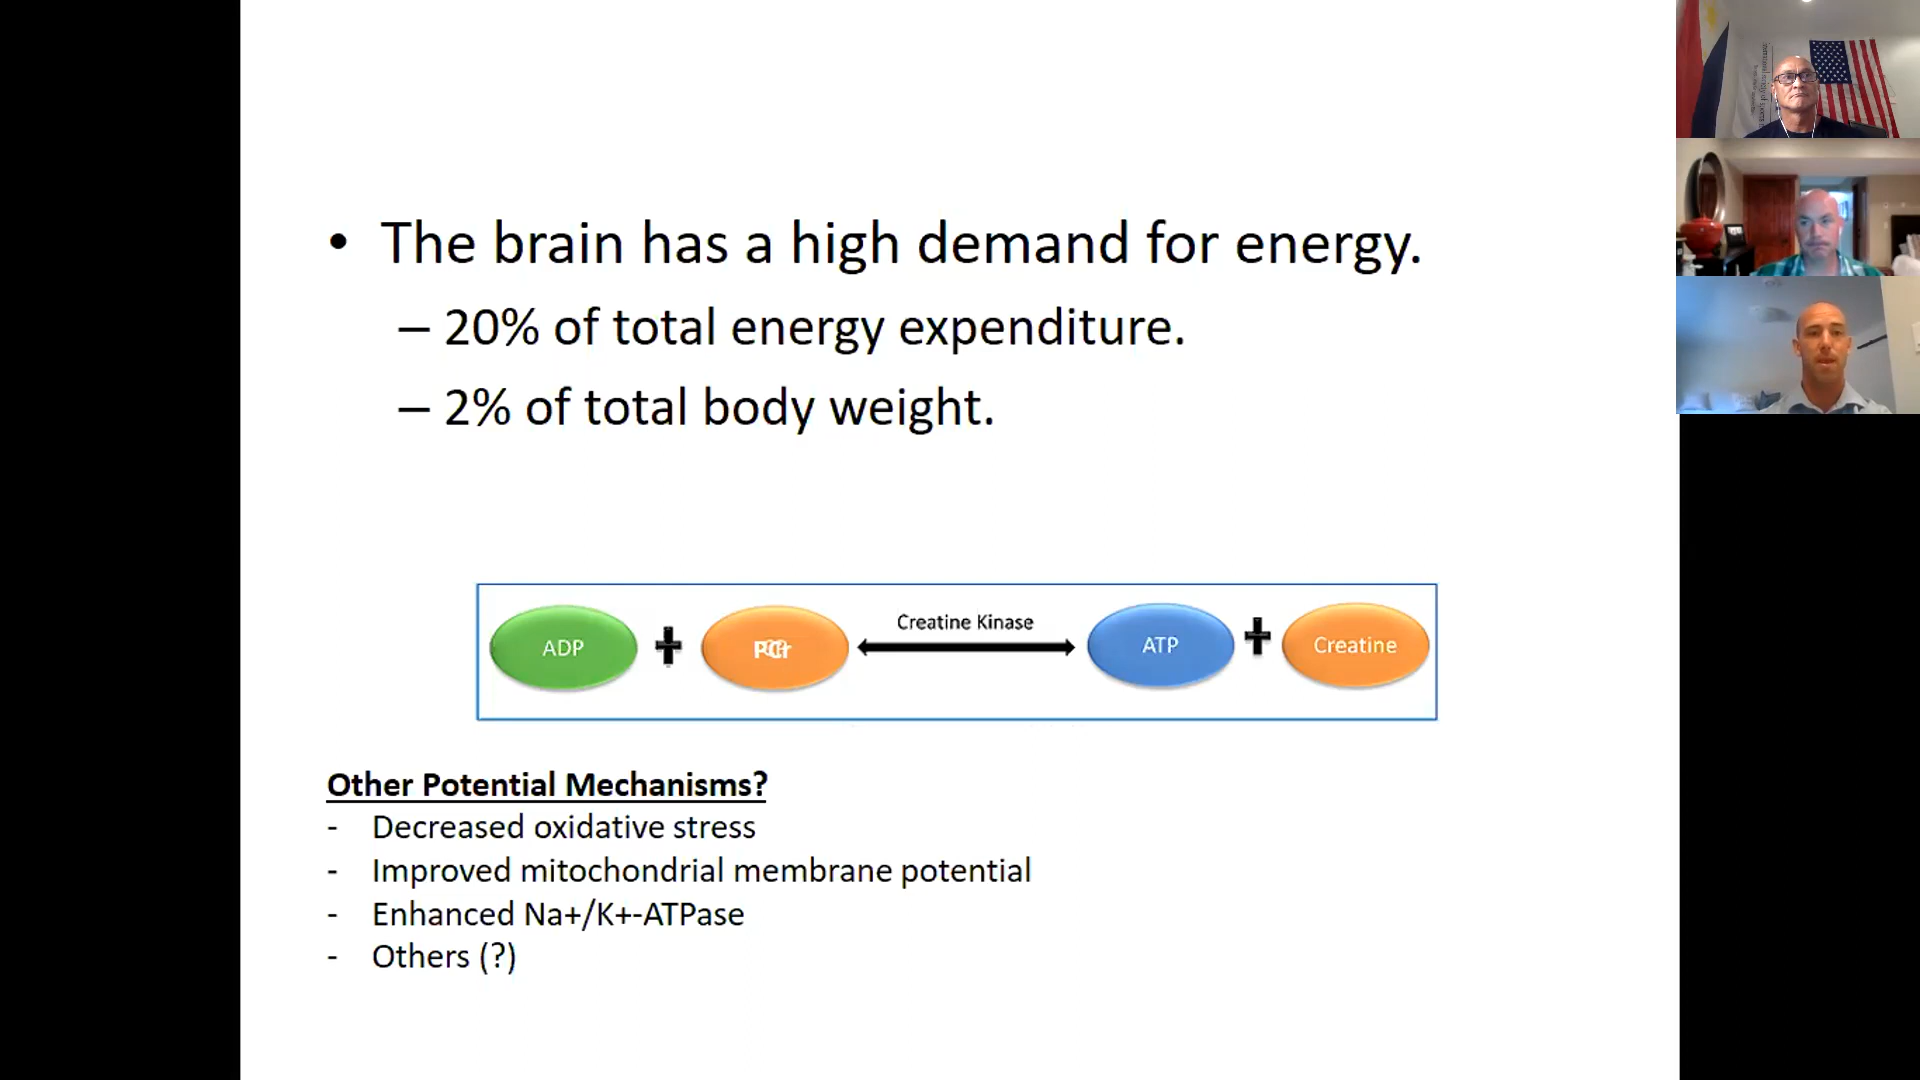 • The brain has a high demand for energy.
– 20% of total energy expenditure.
– 2% of total body weight.
Creatine Kinase
ADP + PCr ATP + Creatine
Other Potential Mechanisms?
- Decreased oxidative stress
- Improved mitochondrial membrane potential
- Enhanced Na+/K+-ATPase
- Others (?)